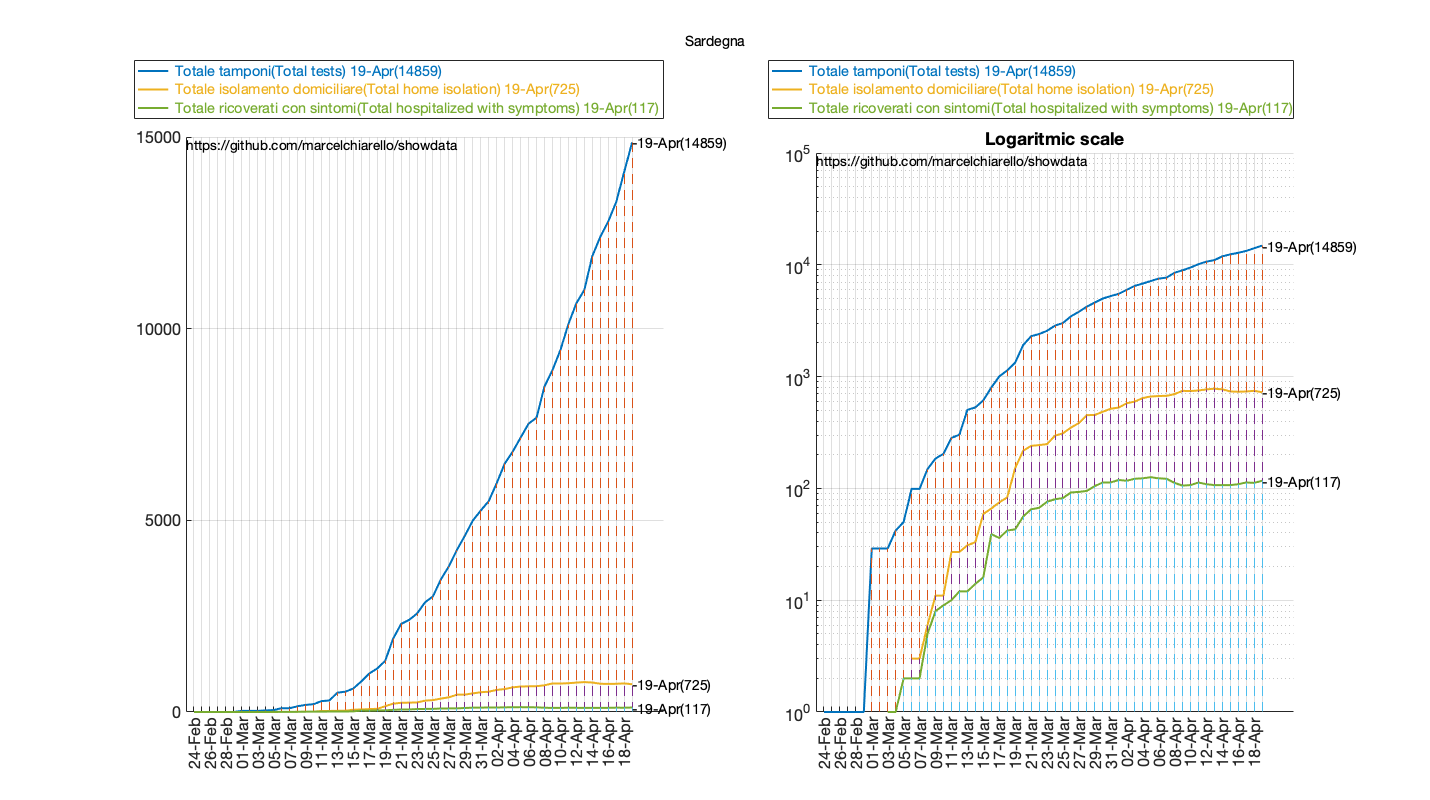 Sardegna
Totale tamponi(Total tests) 19-Apr(14859)
Totale isolamento domiciliare(Total home isolation) 19-Apr(725)
Totale ricoverati con sintomi(Total hospitalized with symptoms) 19-Apr(117)
15000
https://github.com/marcelchiarello/showdata
-19-Apr(14859)
10000
5000
-19-Apr(725)
0
-19-Apr(117)
24-Feb
26-Feb
28-Feb
01-Mar
03-Mar
05-Mar
07-Mar
09-Mar
11-Mar
13-Mar
15-Mar
17-Mar
19-Mar
21-Mar
23-Mar
25-Mar
27-Mar
29-Mar
31-Mar
02-Apr
04-Apr
06-Apr
08-Apr
10-Apr
12-Apr
14-Apr
16-Apr
18-Apr
Totale tamponi(Total tests) 19-Apr(14859)
Totale isolamento domiciliare(Total home isolation) 19-Apr(725)
Totale ricoverati con sintomi(Total hospitalized with symptoms) 19-Apr(117)
Logaritmic scale
10^5
https://github.com/marcelchiarello/showdata
-19-Apr(14859)
10^4
10^3
-19-Apr(725)
10^2
-19-Apr(117)
10^1
10^0
24-Feb
26-Feb
28-Feb
01-Mar
03-Mar
05-Mar
07-Mar
09-Mar
11-Mar
13-Mar
15-Mar
17-Mar
19-Mar
21-Mar
23-Mar
25-Mar
27-Mar
29-Mar
31-Mar
02-Apr
04-Apr
06-Apr
08-Apr
10-Apr
12-Apr
14-Apr
16-Apr
18-Apr